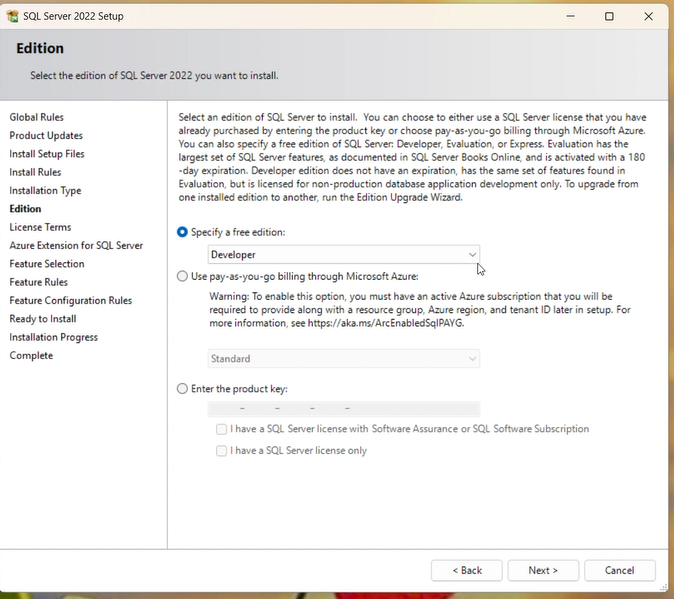 SQL Server 2022 Setup
Edition
Select the edition of SQL Server 2022 you want to install.
Global Rules
Product Updates
Install Setup Files
Install Rules
Installation Type
Edition
License Terms
Azure Extension for SQL Server
Feature Selection
Feature Rules
Feature Configuration Rules
Ready to Install
Installation Progress
Complete
Select an edition of SQL Server to install. You can choose to either use a SQL Server license that you have
already purchased by entering the product key or choose pay-as-you-go billing through Microsoft Azure.
You can also specify a free edition of SQL Server: Developer, Evaluation, or Express. Evaluation has the
largest set of SQL Server features, as documented in SQL Server Books Online, and is activated with a 180
-day expiration. Developer edition does not have an expiration, has the same set of features found in
Evaluation, but is licensed for non-production database application development only. To upgrade from
one installed edition to another, run the Edition Upgrade Wizard.
Specify a free edition:
Developer
Use pay-as-you-go billing through Microsoft Azure:
Warning: To enable this option, you must have an active Azure subscription that you will be
required to provide along with a resource group, Azure region, and tenant ID later in setup. For
more information, see https://aka.ms/ArcEnabledSqlPAYG.
Standard
Enter the product key:
- - - -
I have a SQL Server license with Software Assurance or SQL Software Subscription
I have a SQL Server license only
< Back
Next >
Cancel